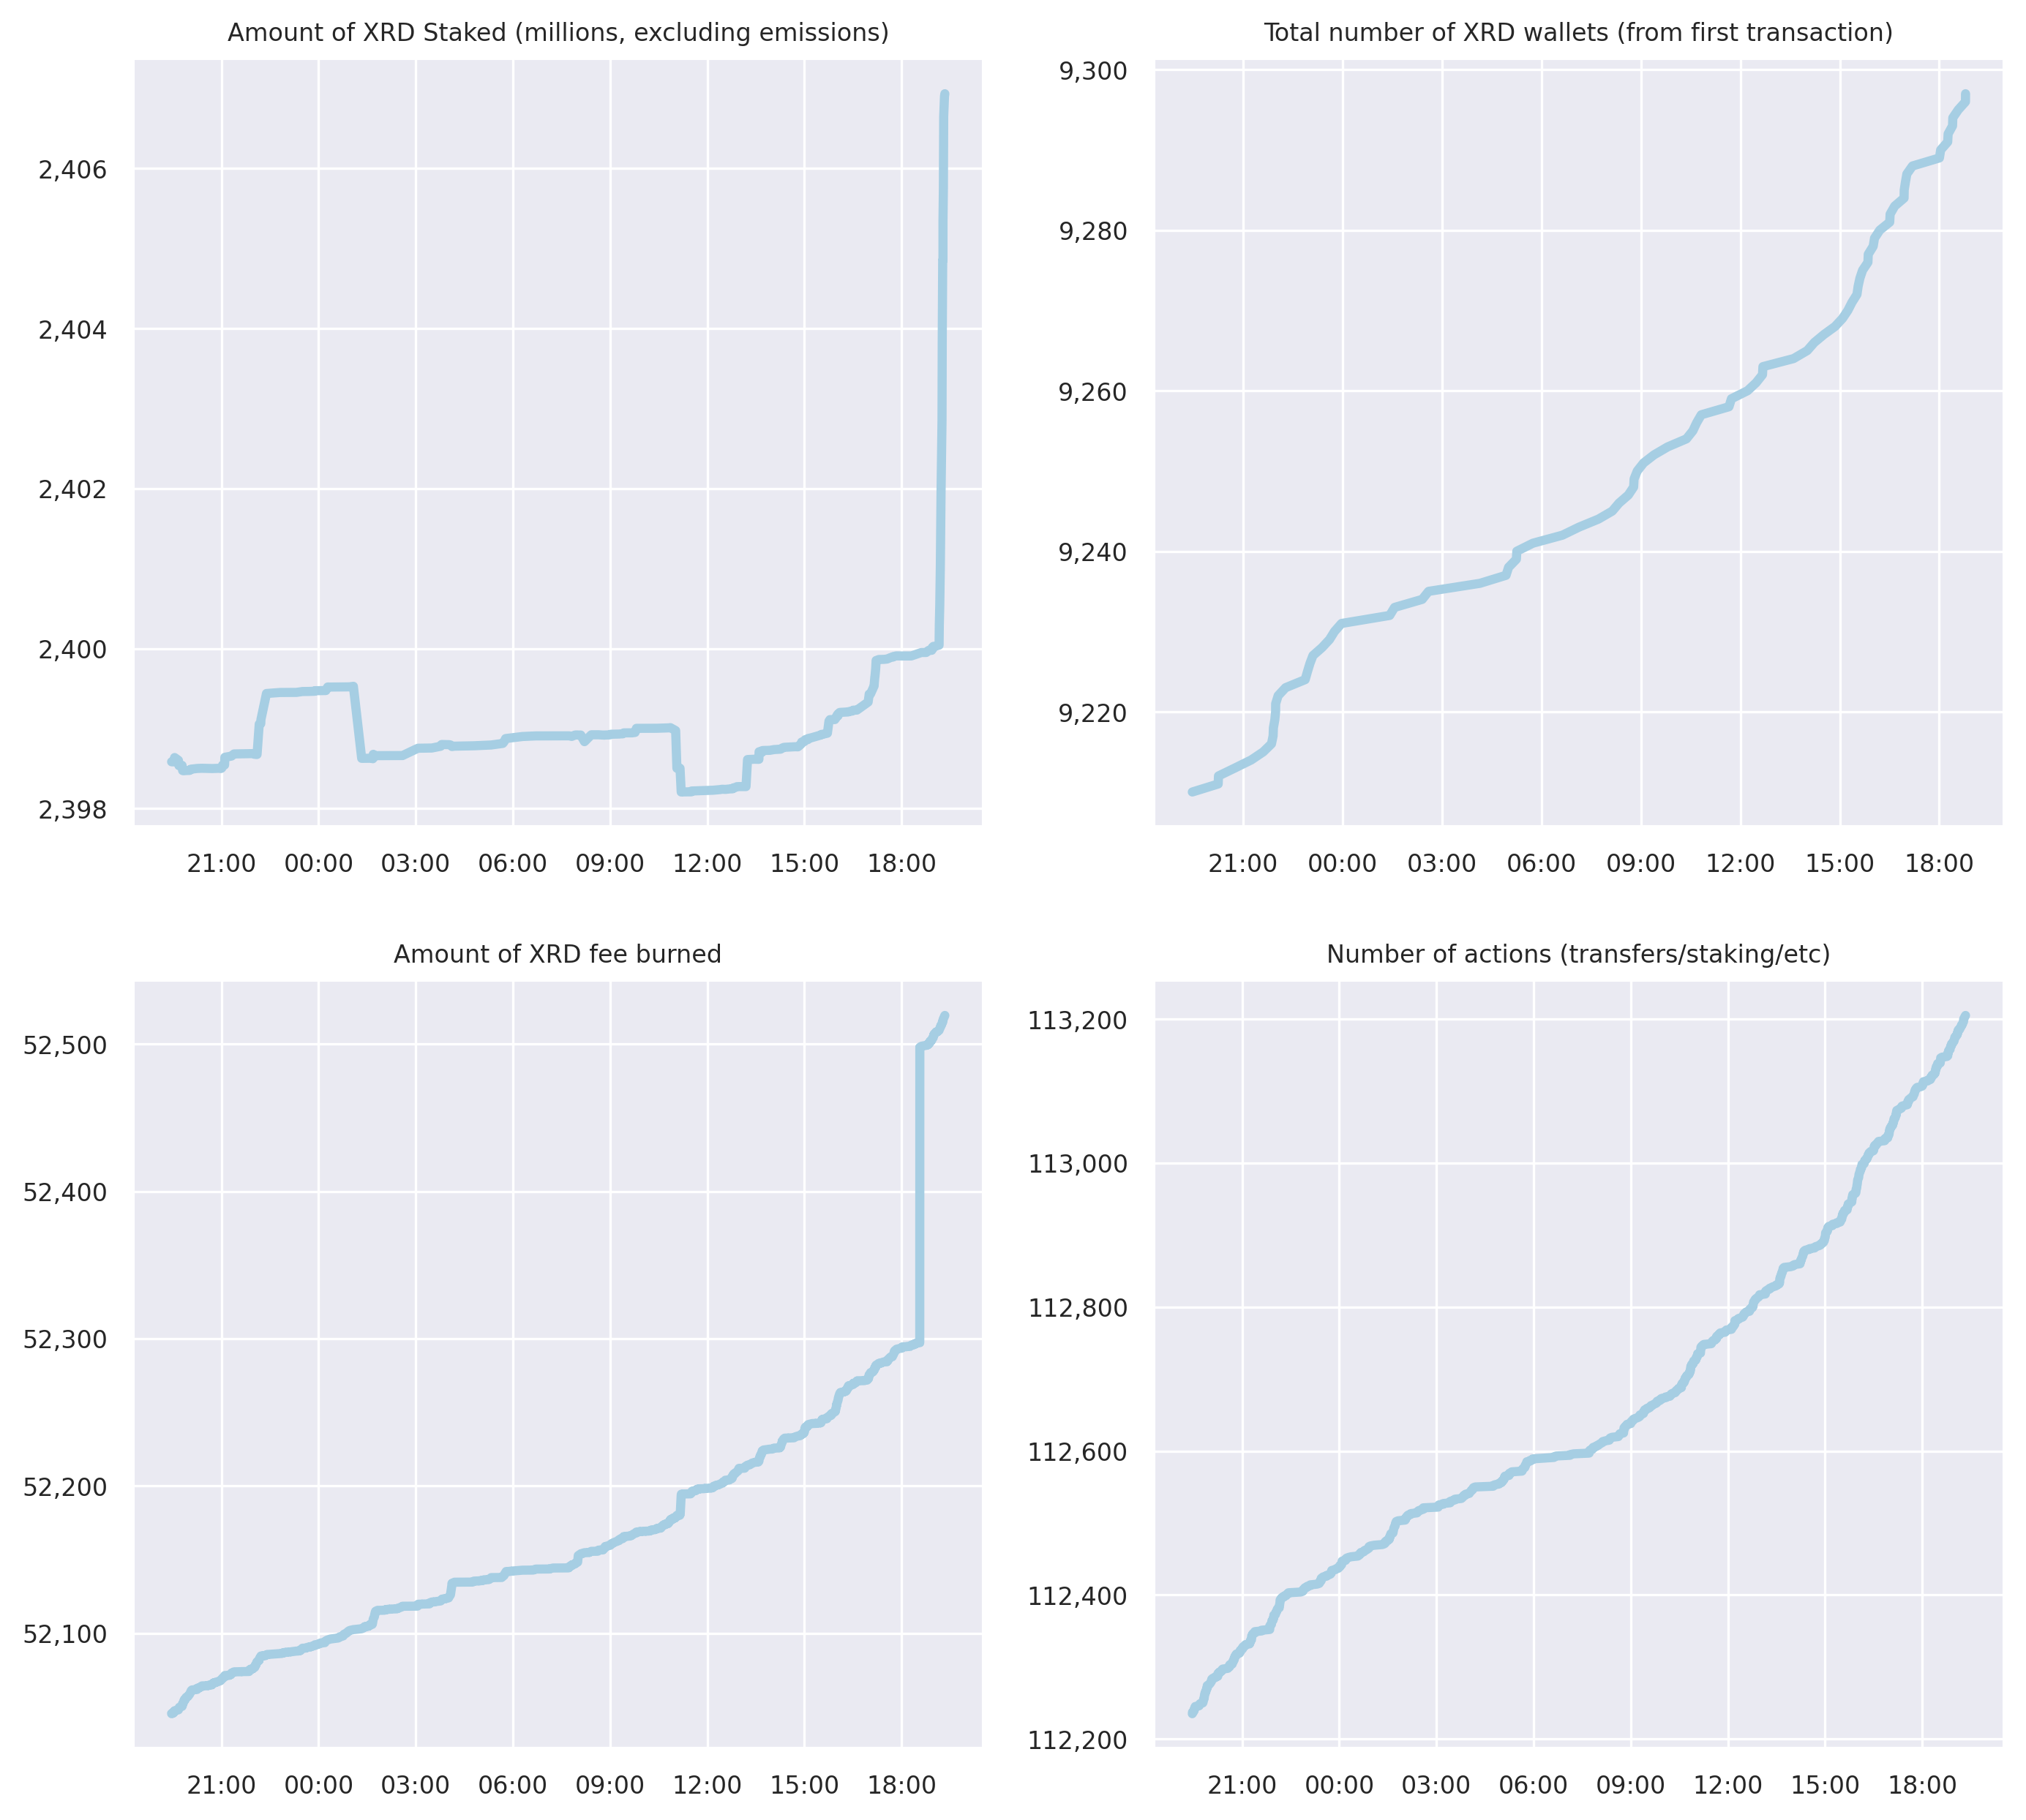 Amount of XRD Staked (millions, excluding emissions)
2,406
2,404
2,402
2,400
2,398
21:00 00:00 03:00 06:00 09:00 12:00 15:00 18:00
Total number of XRD wallets (from first transaction)
9,300
9,280
9,260
9,240
9,220
21:00 00:00 03:00 06:00 09:00 12:00 15:00 18:00
Amount of XRD fee burned
52,500
52,400
52,300
52,200
52,100
21:00 00:00 03:00 06:00 09:00 12:00 15:00 18:00
Number of actions (transfers/staking/etc)
113,200
113,000
112,800
112,600
112,400
112,200
21:00 00:00 03:00 06:00 09:00 12:00 15:00 18:00